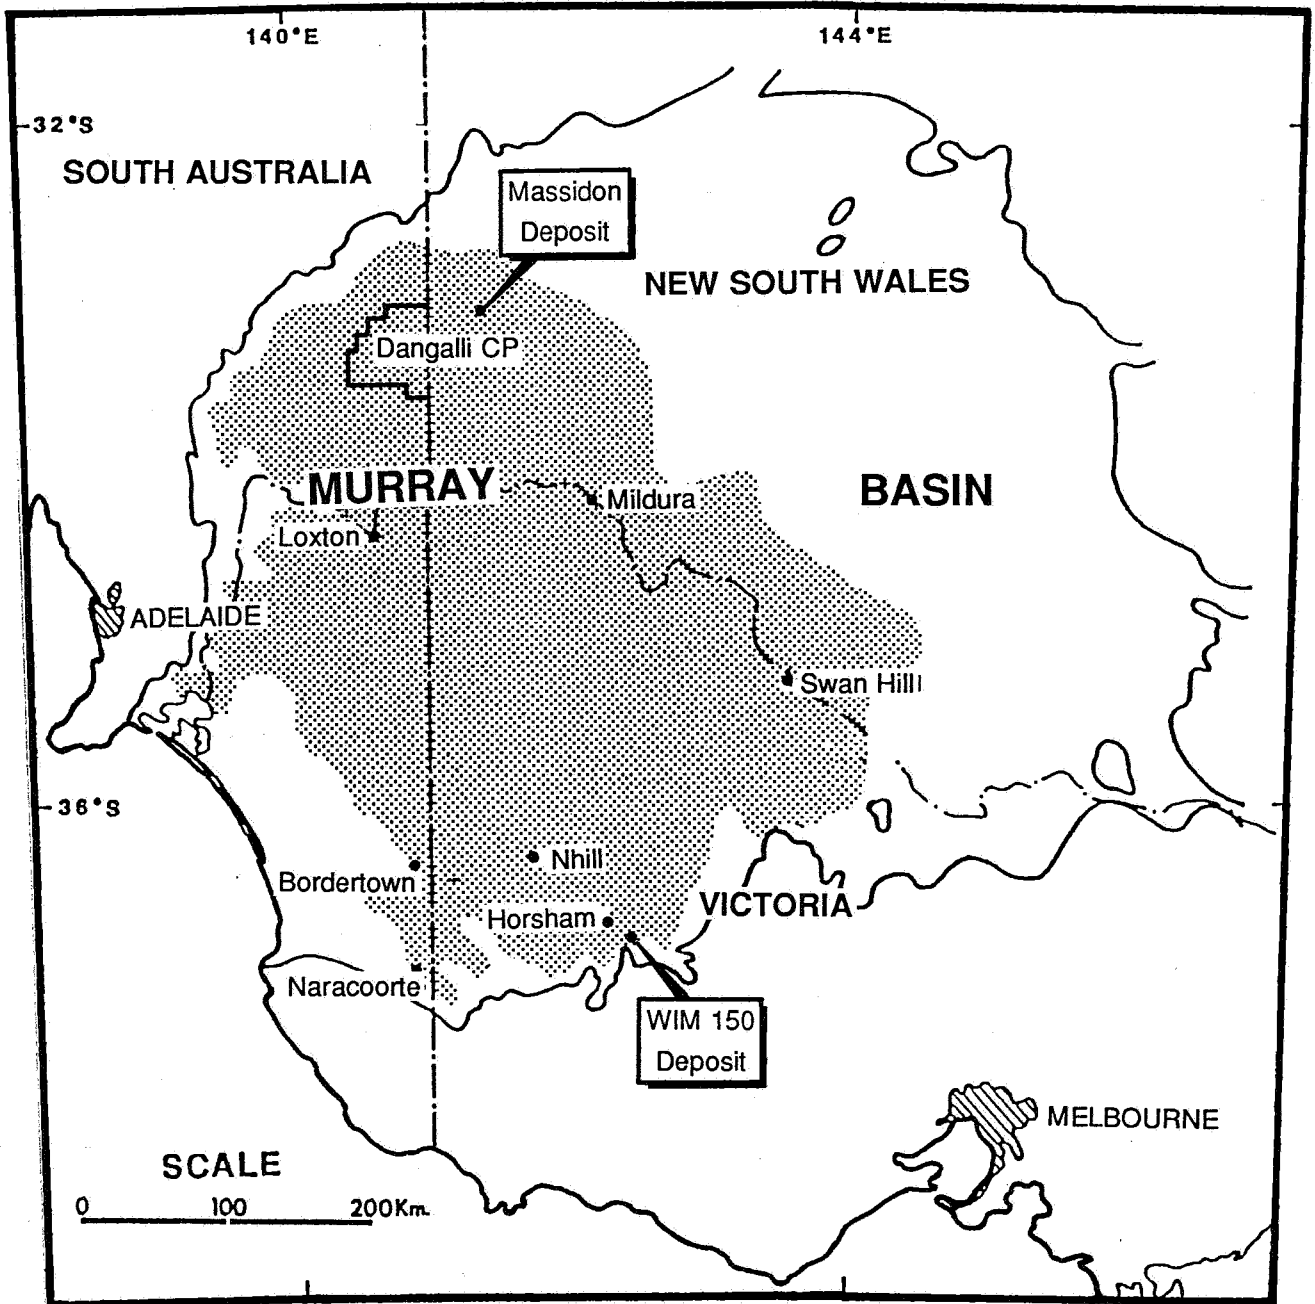 140°E
144°E
32°S
SOUTH AUSTRALIA
Massidon
Deposit
NEW SOUTH WALES
Dangalli CP
MURRAY
BASIN
Mildura
Loxton
ADELAIDE
Swan Hill
36°S
Nhill
Bordertown
VICTORIA
Horsham
Naracoorte
WIM 150
Deposit
MELBOURNE
SCALE
0 100 200Km.